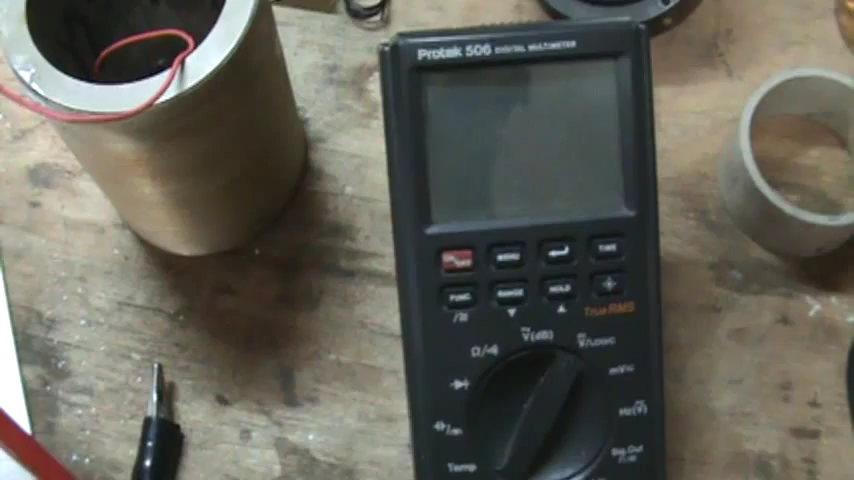 Protek 506 DIGITAL MULTIMETER
MENU
TIME
FUNC. RANGE HOLD +
True RMS
Ṽ(dB) V/LOGIC
Ω/
mV
Hz(Ṽ)
Temp Sig.Out